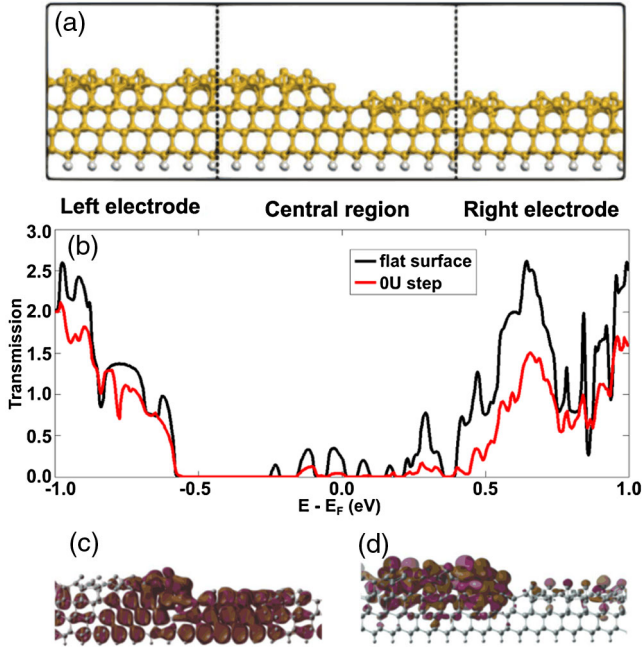 (a)
Left electrode Central region Right electrode
(b)
flat surface
0U step
Transmission
3.0
2.5
2.0
1.5
1.0
0.5
0.0
-1.0 -0.5 0.0 0.5 1.0
E - EF (eV)
(c) (d)